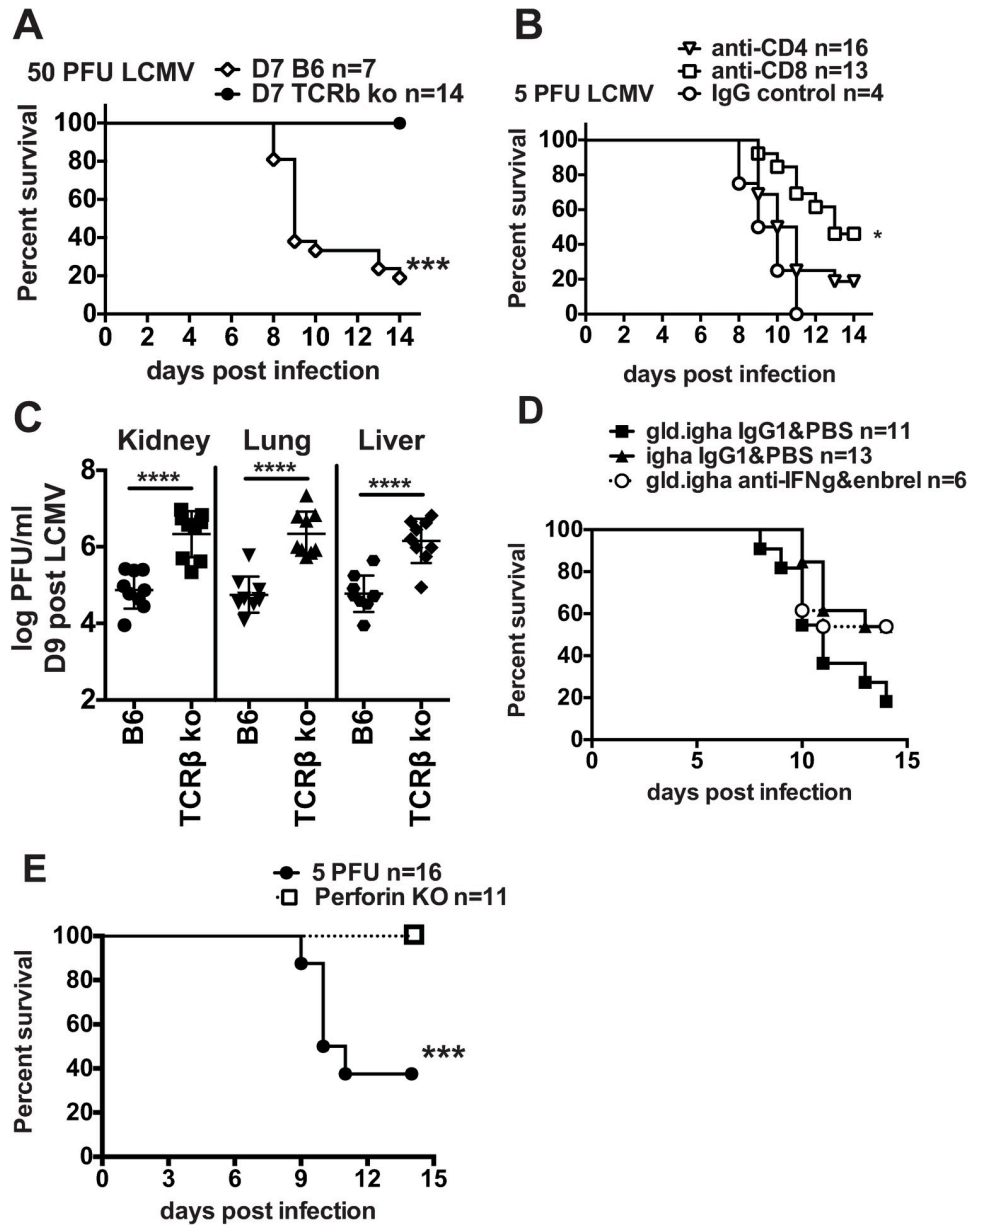 A
50 PFU LCMV
D7 B6 n=7
D7 TCRb ko n=14
Percent survival
100
80
60
40
20
0
***
0 2 4 6 8 10 12 14
days post infection
B
5 PFU LCMV
anti-CD4 n=16
anti-CD8 n=13
IgG control n=4
Percent survival
100
80
60
40
20
0
*
0 2 4 6 8 10 12 14
days post infection
C
Kidney Lung Liver
**** **** ****
log PFU/ml
D9 post LCMV
8
6
4
2
B6
TCRβ ko
B6
TCRβ ko
B6
TCRβ ko
D
gld.igha IgG1&PBS n=11
igha IgG1&PBS n=13
gld.igha anti-IFNg&enbrel n=6
Percent survival
100
80
60
40
20
0
0 5 10 15
days post infection
E
5 PFU n=16
Perforin KO n=11
Percent survival
100
80
60
40
20
0
***
0 3 6 9 12 15
days post infection